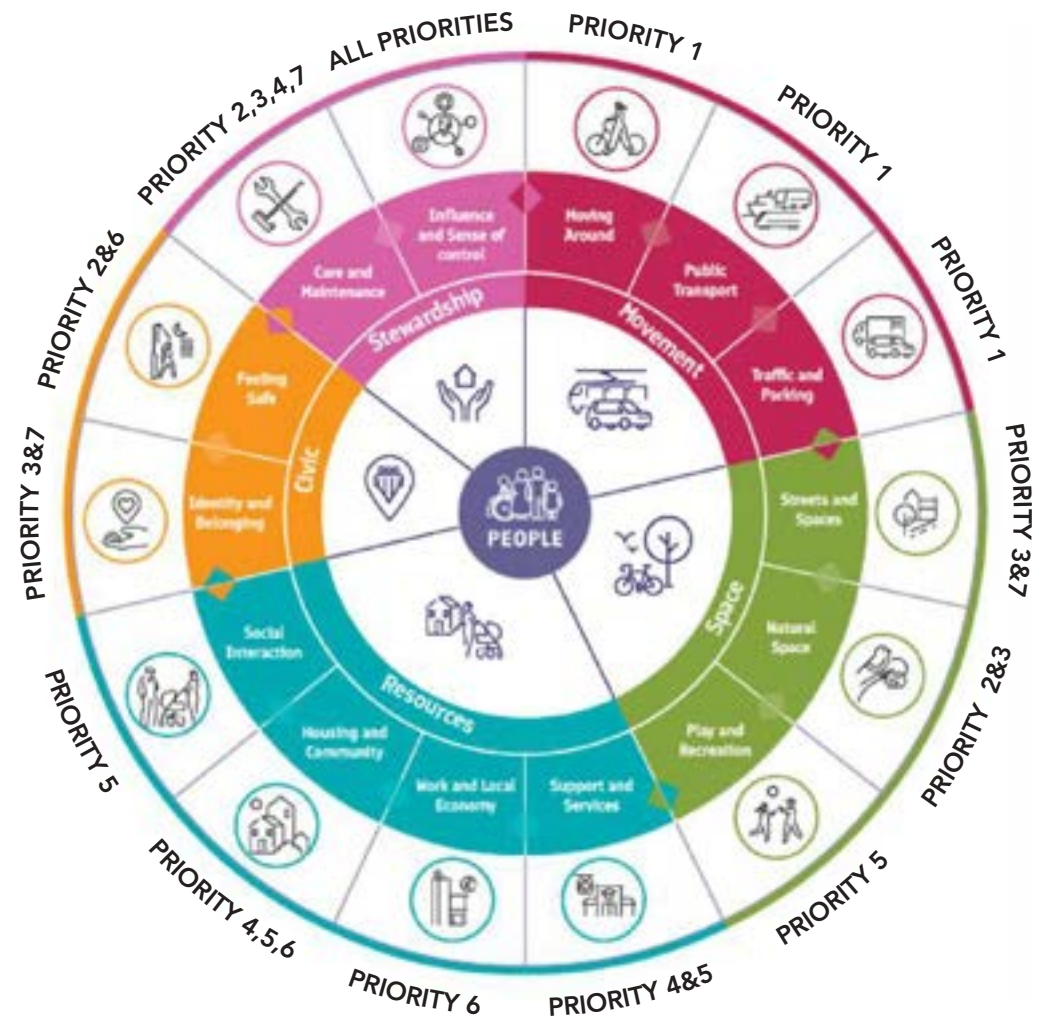 ALL PRIORITIES
PRIORITY 1
PRIORITY 1
PRIORITY 1
PRIORITY 3&7
PRIORITY 2&3
PRIORITY 5
PRIORITY 4&5
PRIORITY 6
PRIORITY 4,5,6
PRIORITY 5
PRIORITY 3&7
PRIORITY 2&6
PRIORITY 2,3,4,7
Influence
and Sense of
control
Moving
Around
Public
Transport
Traffic and
Parking
Streets and
Spaces
Natural
Space
Play and
Recreation
Support and
Services
Work and Local
Economy
Housing and
Community
Social
Interaction
Identity and
Belonging
Feeling
Safe
Care and
Maintenance
Stewardship
Movement
Space
Resources
Civic
PEOPLE